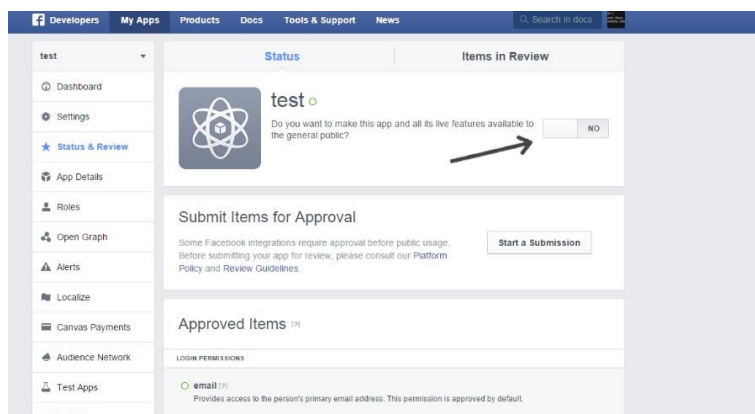 Developers My Apps Products Docs Tools & Support News Search in docs
test
Status Items in Review
Dashboard
Settings
Status & Review
App Details
Roles
Open Graph
Alerts
Localize
Canvas Payments
Audience Network
Test Apps
test
Do you want to make this app and all its live features available to
the general public?
NO
Submit Items for Approval
Some Facebook integrations require approval before public usage.
Before submitting your app for review, please consult our Platform
Policy and Review Guidelines.
Start a Submission
Approved Items [?]
LOGIN PERMISSIONS
email [?]
Provides access to the person's primary email address. This permission is approved by default.